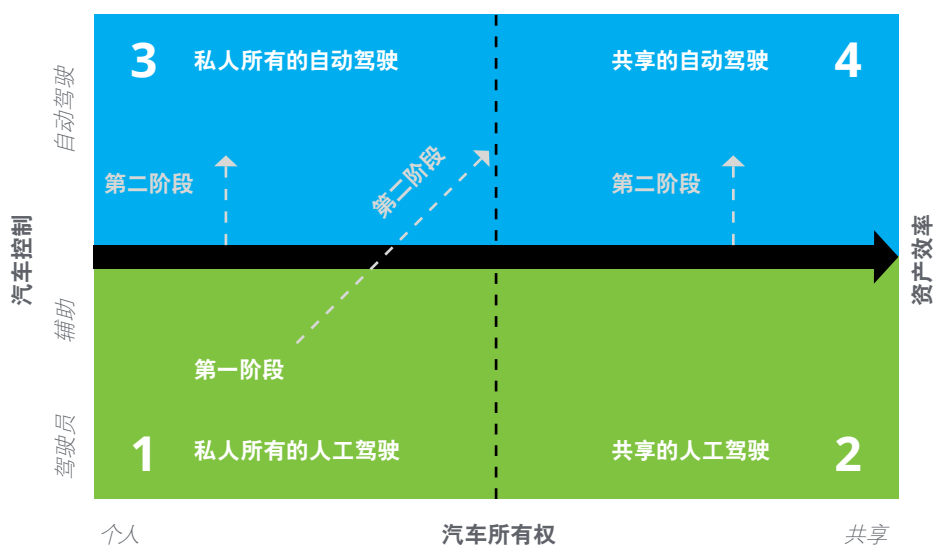 3 私人所有的自动驾驶
共享的自动驾驶 4
自动驾驶
第二阶段
第二阶段
第二阶段
汽车控制
资产效率
辅助
第一阶段
驾驶员
1 私人所有的人工驾驶
共享的人工驾驶 2
个人
汽车所有权
共享